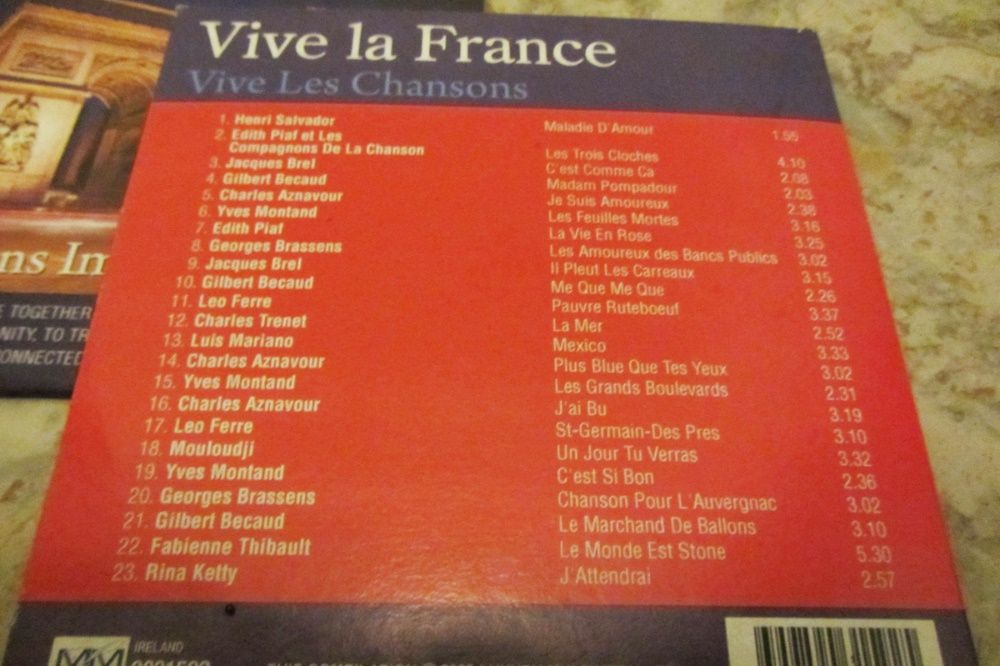 Vive la France
Vive Les Chansons
1. Henri Salvador Maladie D'Amour 1.55
2. Edith Piaf et Les
Compagnons De La Chanson Les Trois Cloches 4.10
3. Jacques Brel C'est Comme Ca 2.08
4. Gilbert Becaud Madam Pompadour 2.03
5. Charles Aznavour Je Suis Amoureux 2.38
6. Yves Montand Les Feuilles Mortes 3.16
7. Edith Piaf La Vie En Rose 3.25
8. Georges Brassens Les Amoureux des Bancs Publics 3.02
9. Jacques Brel Il Pleut Les Carreaux 3.15
10. Gilbert Becaud Me Que Me Que 2.26
11. Leo Ferre Pauvre Ruteboeuf 3.37
12. Charles Trenet La Mer 2.52
13. Luis Mariano Mexico 3.33
14. Charles Aznavour Plus Blue Que Tes Yeux 3.02
15. Yves Montand Les Grands Boulevards 2.31
16. Charles Aznavour J'ai Bu 3.19
17. Leo Ferre St-Germain-Des Pres 3.10
18. Mouloudji Un Jour Tu Verras 3.32
19. Yves Montand C'est Si Bon 2.36
20. Georges Brassens Chanson Pour L'Auvergnac 3.02
21. Gilbert Becaud Le Marchand De Ballons 3.10
22. Fabienne Thibault Le Monde Est Stone 5.30
23. Rina Ketty J'Attendrai 2.57
ns Im
E TOGETHER
NITY, TO TR
CONNECTED
IRELAND